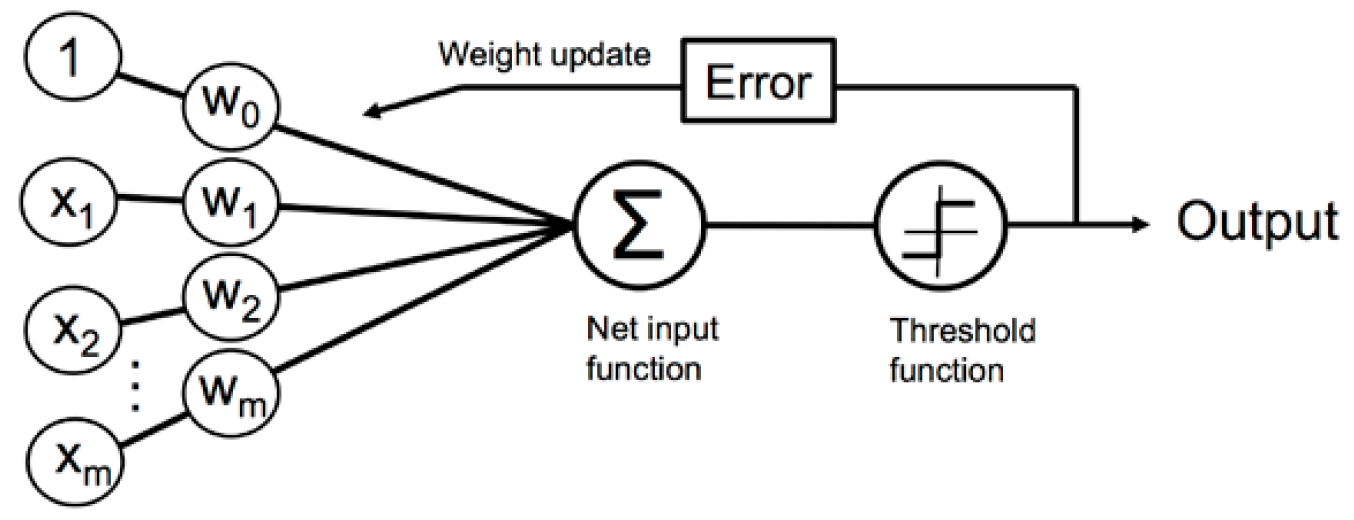 1
w₀
Weight update
Error
x₁
w₁
Σ
Output
x₂
w₂
⋮
Net input
function
Threshold
function
wₘ
xₘ